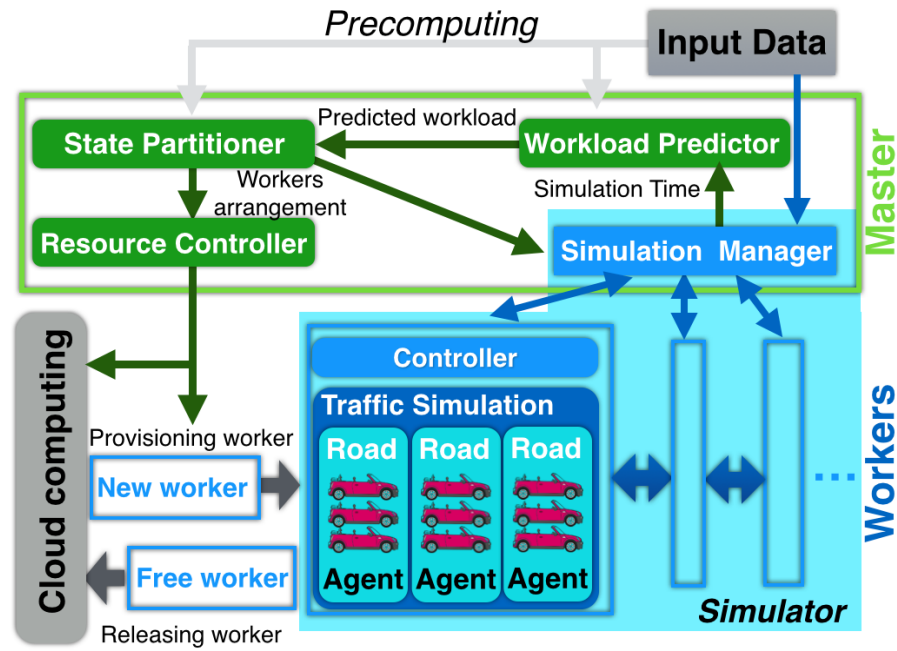 Precomputing
Input Data
Predicted workload
State Partitioner
Workload Predictor
Workers
arrangement
Simulation Time
Resource Controller
Simulation Manager
Master
Cloud computing
Controller
Traffic Simulation
Road Road Road
Agent Agent Agent
Provisioning worker
New worker
Free worker
Releasing worker
Workers
...
Simulator